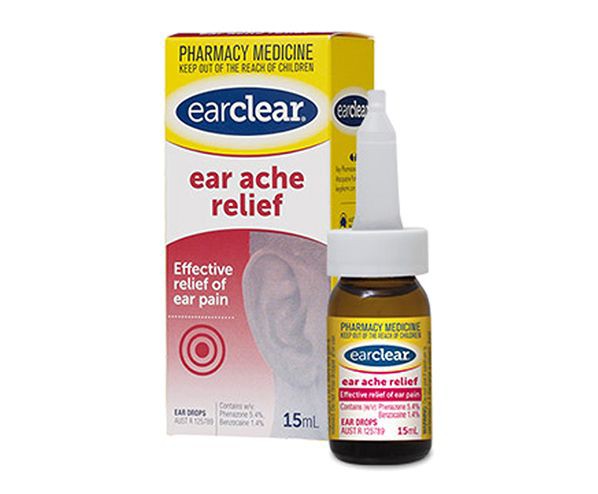 PHARMACY MEDICINE
KEEP OUT OF THE REACH OF CHILDREN
earclear®
ear ache
relief
Effective
relief of
ear pain
EAR DROPS
AUST R 125789
Contains w/v:
Phenazone 5.4%,
Benzocaine 1.4%
15mL
earclear
PHARMACY MEDICINE
KEEP OUT OF THE REACH OF CHILDREN
earclear
ear ache relief
Effective relief of ear pain
Contains (w/v): Phenazone 5.4%
Benzocaine 1.4%
EAR DROPS
AUST R 125789
15mL